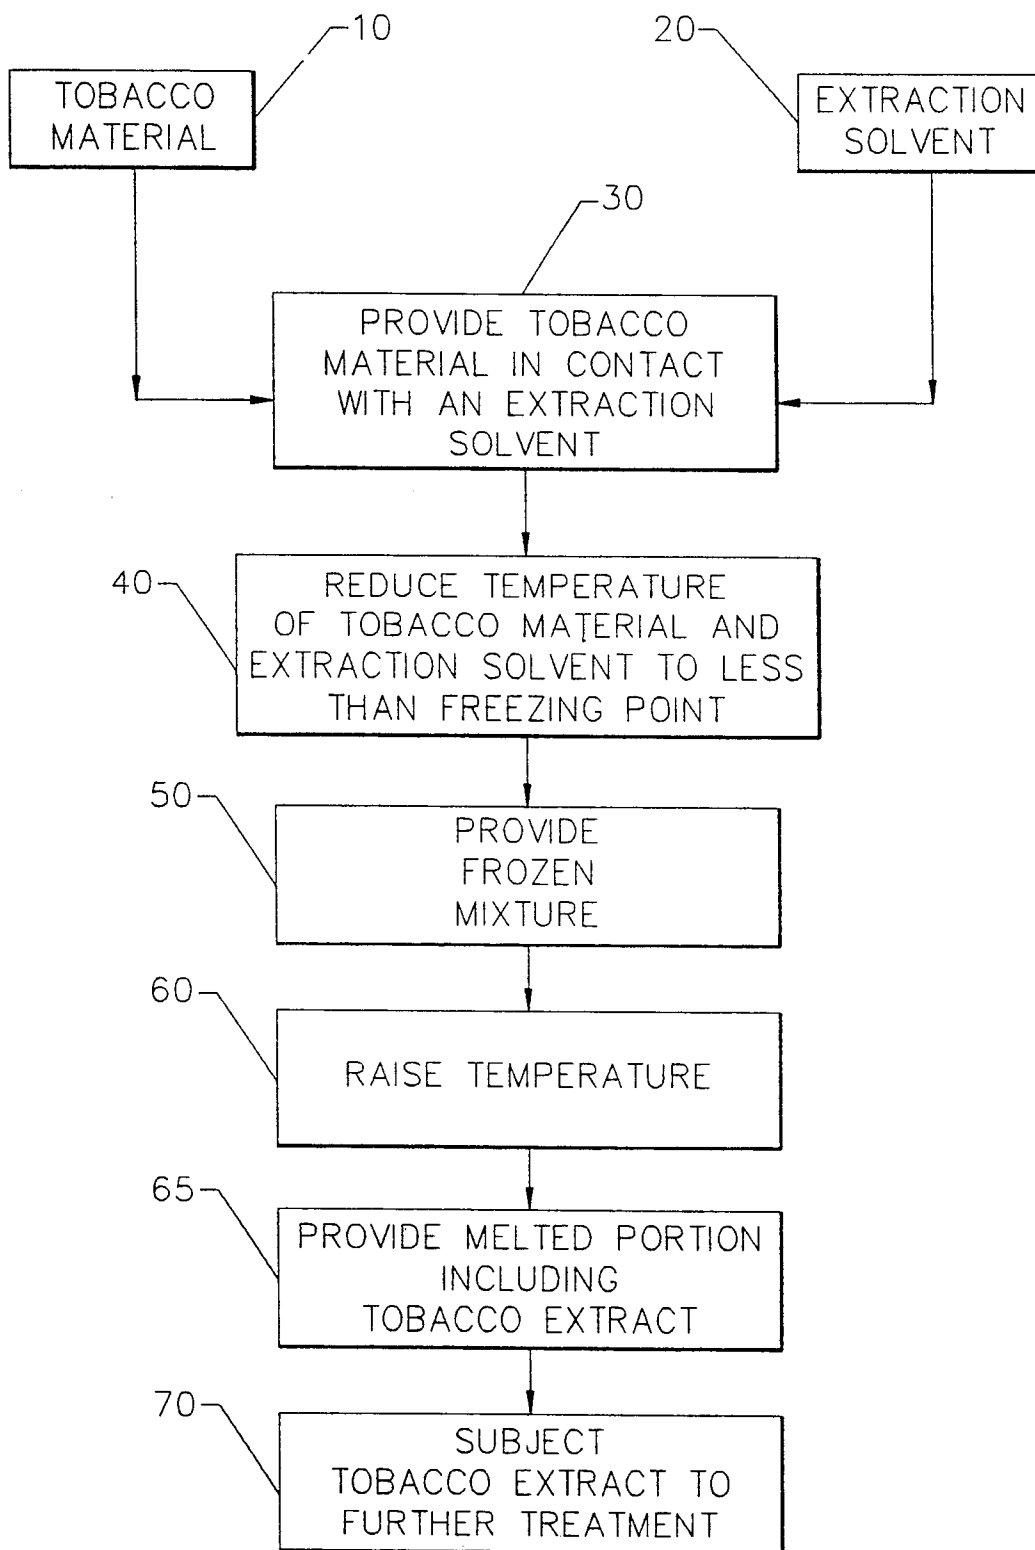 10
20
TOBACCO
MATERIAL
EXTRACTION
SOLVENT
30
PROVIDE TOBACCO
MATERIAL IN CONTACT
WITH AN EXTRACTION
SOLVENT
40
REDUCE TEMPERATURE
OF TOBACCO MATERIAL AND
EXTRACTION SOLVENT TO LESS
THAN FREEZING POINT
50
PROVIDE
FROZEN
MIXTURE
60
RAISE TEMPERATURE
65
PROVIDE MELTED PORTION
INCLUDING
TOBACCO EXTRACT
70
SUBJECT
TOBACCO EXTRACT TO
FURTHER TREATMENT